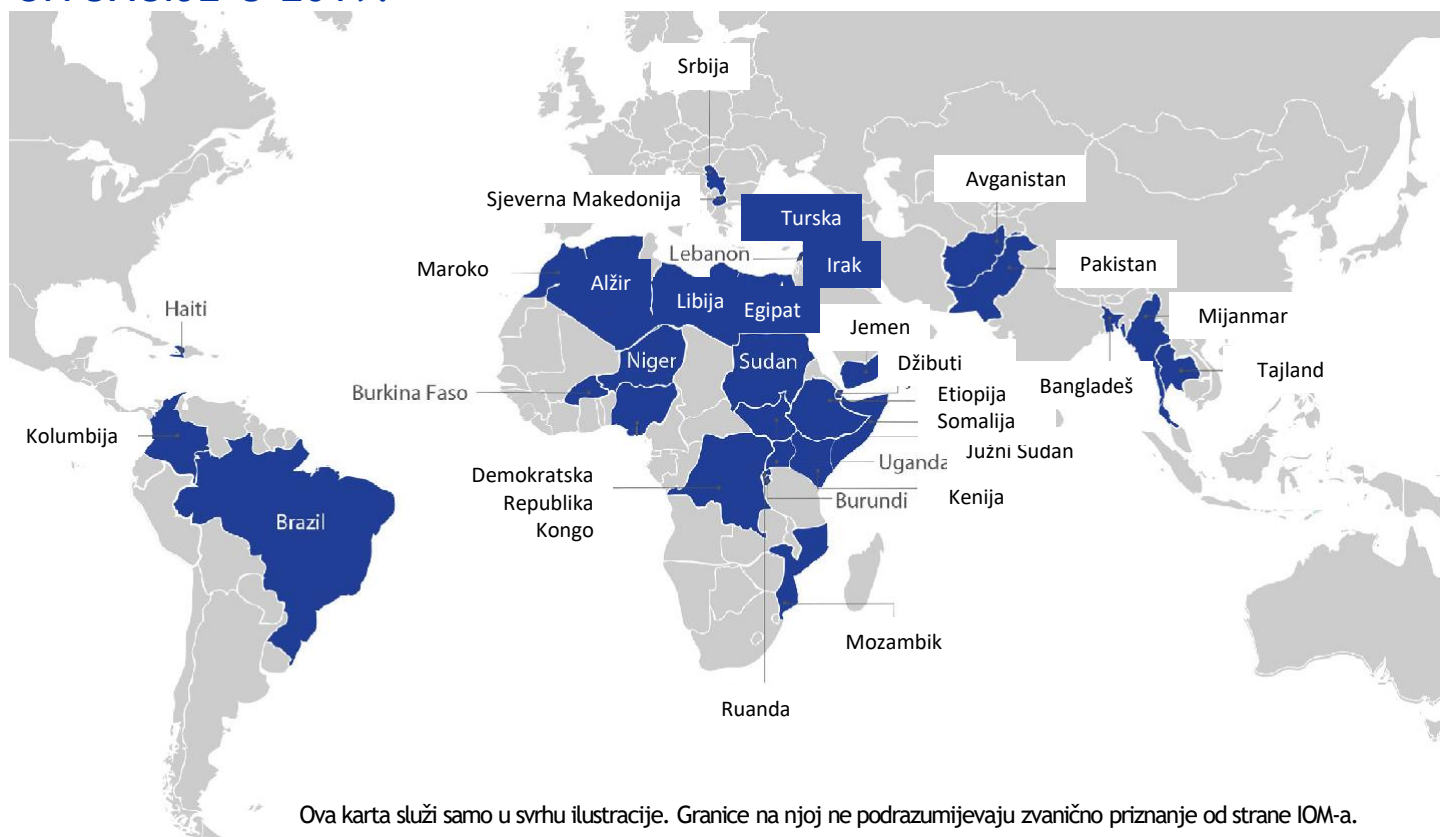 Srbija
Avganistan
Sjeverna Makedonija
Turska
Lebanon
Irak
Pakistan
Maroko
Alžir
Libija
Egipat
Haiti
Mijanmar
Jemen
Niger
Sudan
Džibuti
Tajland
Bangladeš
Burkina Faso
Etiopija
Somalija
Kolumbija
Južni Sudan
Uganda
Demokratska
Republika
Kongo
Burundi
Kenija
Brazil
Mozambik
Ruanda
Ova karta služi samo u svrhu ilustracije. Granice na njoj ne podrazumijevaju zvanično priznanje od strane IOM-a.